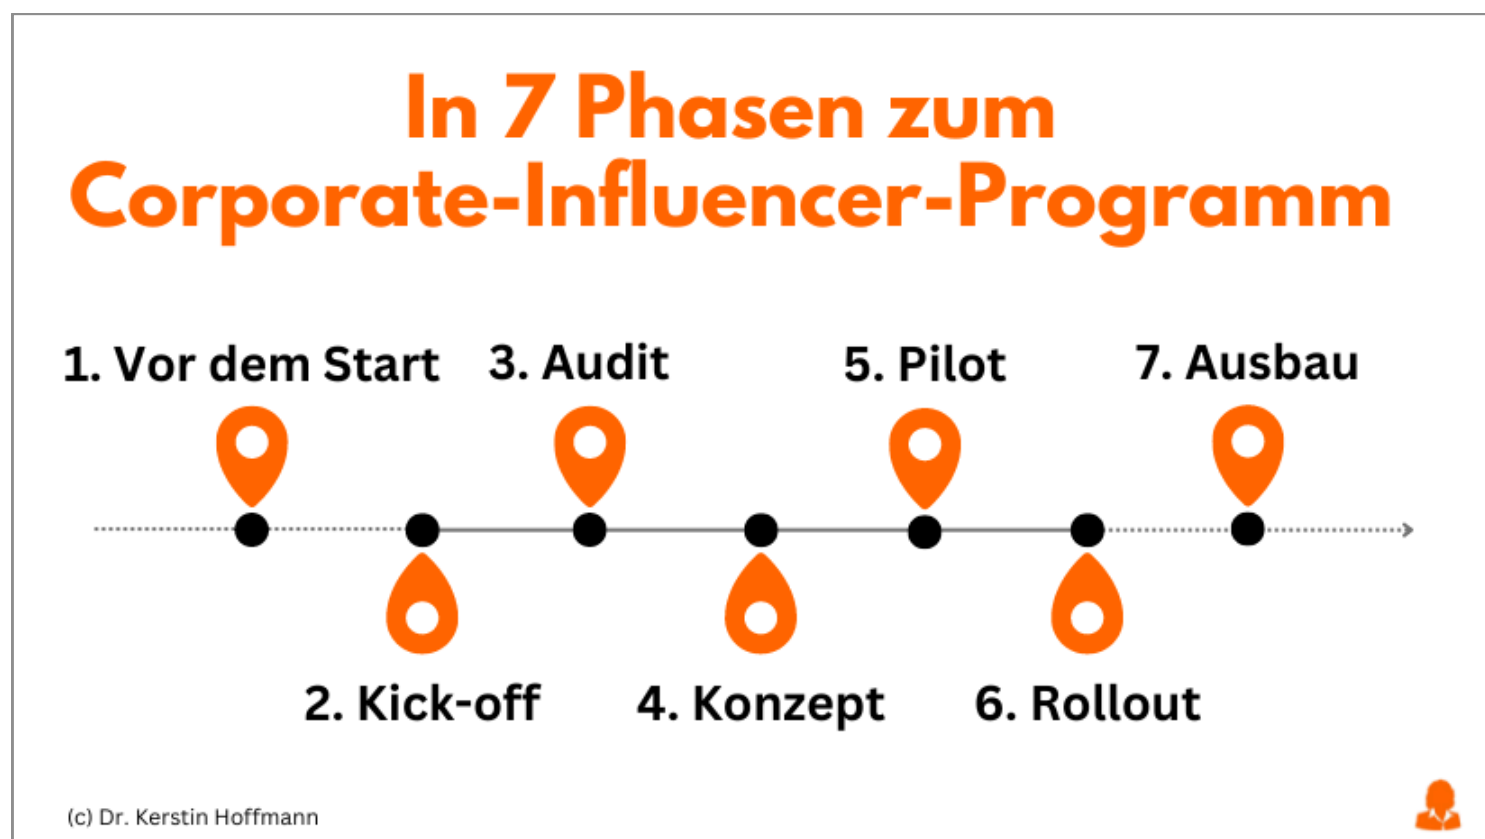 In 7 Phasen zum
Corporate-Influencer-Programm
1. Vor dem Start
3. Audit
5. Pilot
7. Ausbau
2. Kick-off
4. Konzept
6. Rollout
(c) Dr. Kerstin Hoffmann